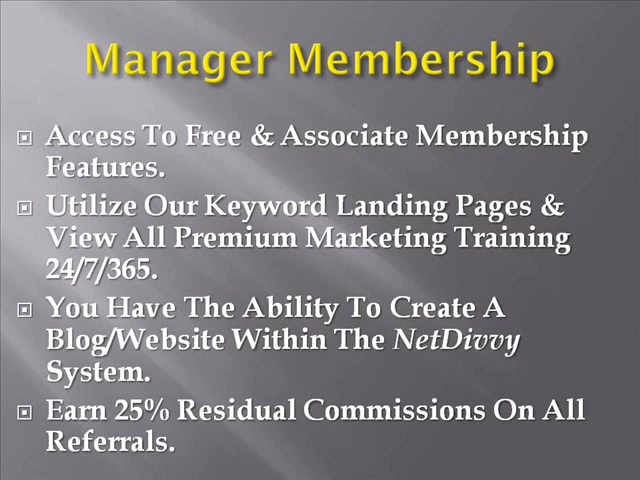 Manager Membership
Access To Free & Associate Membership
Features.
Utilize Our Keyword Landing Pages &
View All Premium Marketing Training
24/7/365.
You Have The Ability To Create A
Blog/Website Within The NetDivvy
System.
Earn 25% Residual Commissions On All
Referrals.